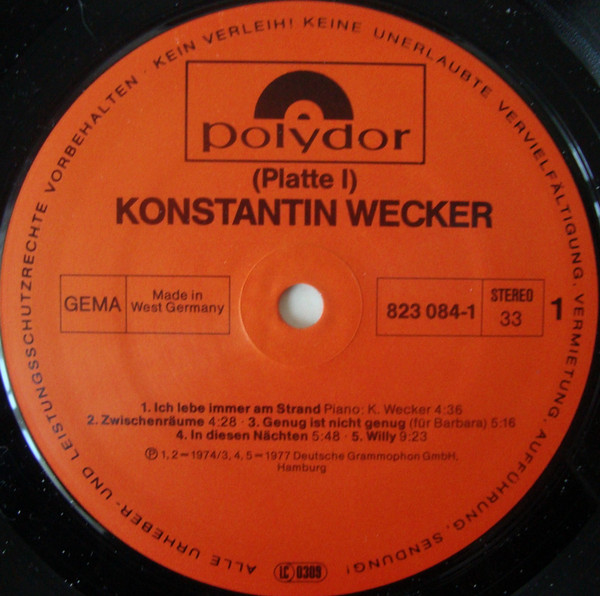 ALLE URHEBER- UND LEISTUNGSSCHUTZRECHTE VORBEHALTEN · KEIN VERLEIH! KEINE UNERLAUBTE VERVIELFÄLTIGUNG, VERMIETUNG, AUFFÜHRUNG, SENDUNG!
polydor
(Platte I)
KONSTANTIN WECKER
GEMA
Made in
West Germany
823 084-1
STEREO
33
1
1. Ich lebe immer am Strand Piano: K. Wecker 4:36
2. Zwischenräume 4:28 · 3. Genug ist nicht genug (für Barbara) 5:16
4. In diesen Nächten 5:48 · 5. Willy 9:23
Ⓟ 1, 2=1974/3, 4, 5=1977 Deutsche Grammophon GmbH,
Hamburg
LC 0309